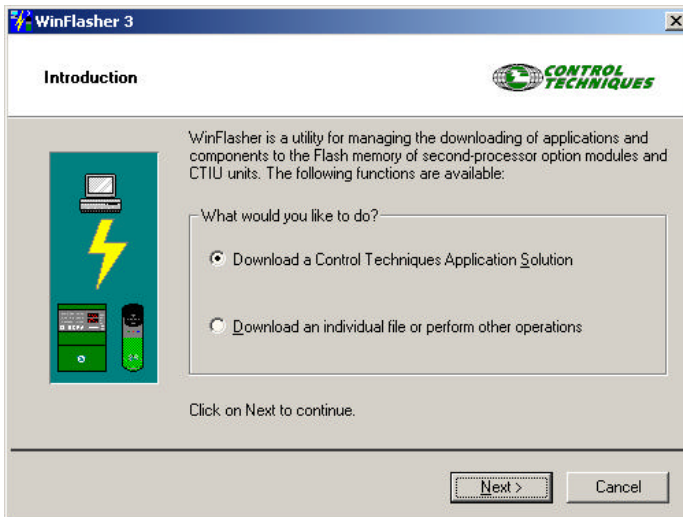 WinFlasher 3
Introduction
CONTROL
TECHNIQUES
WinFlasher is a utility for managing the downloading of applications and
components to the Flash memory of second-processor option modules and
CTIU units. The following functions are available:
What would you like to do?
Download a Control Techniques Application Solution
Download an individual file or perform other operations
Click on Next to continue.
Next >
Cancel